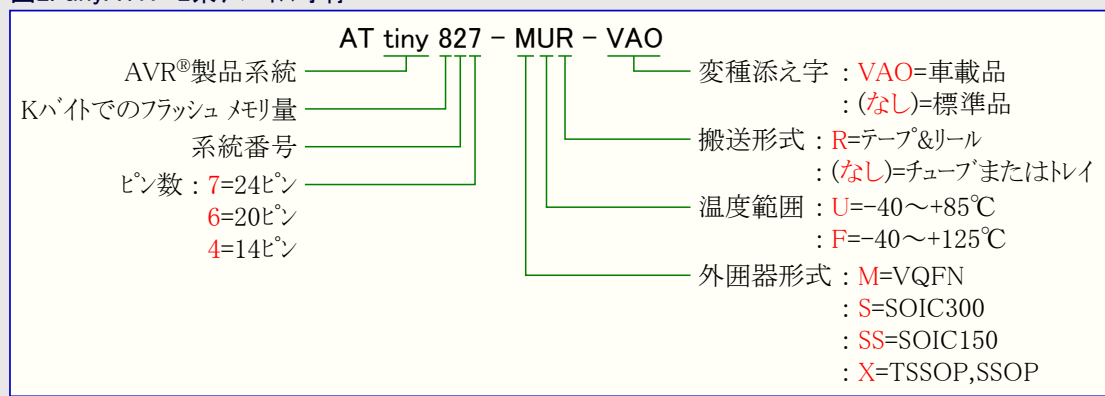 AT tiny 827 - MUR - VAO
AVR®製品系統
Kバイトでのフラッシュ メモリ量
系統番号
ピン数 : 7=24ピン
6=20ピン
4=14ピン
変種添え字 : VAO=車載品
: (なし)=標準品
搬送形式 : R=テープ&リール
: (なし)=チューブまたはトレイ
温度範囲 : U=-40～+85℃
: F=-40～+125℃
外囲器形式 : M=VQFN
: S=SOIC300
: SS=SOIC150
: X=TSSOP,SSOP